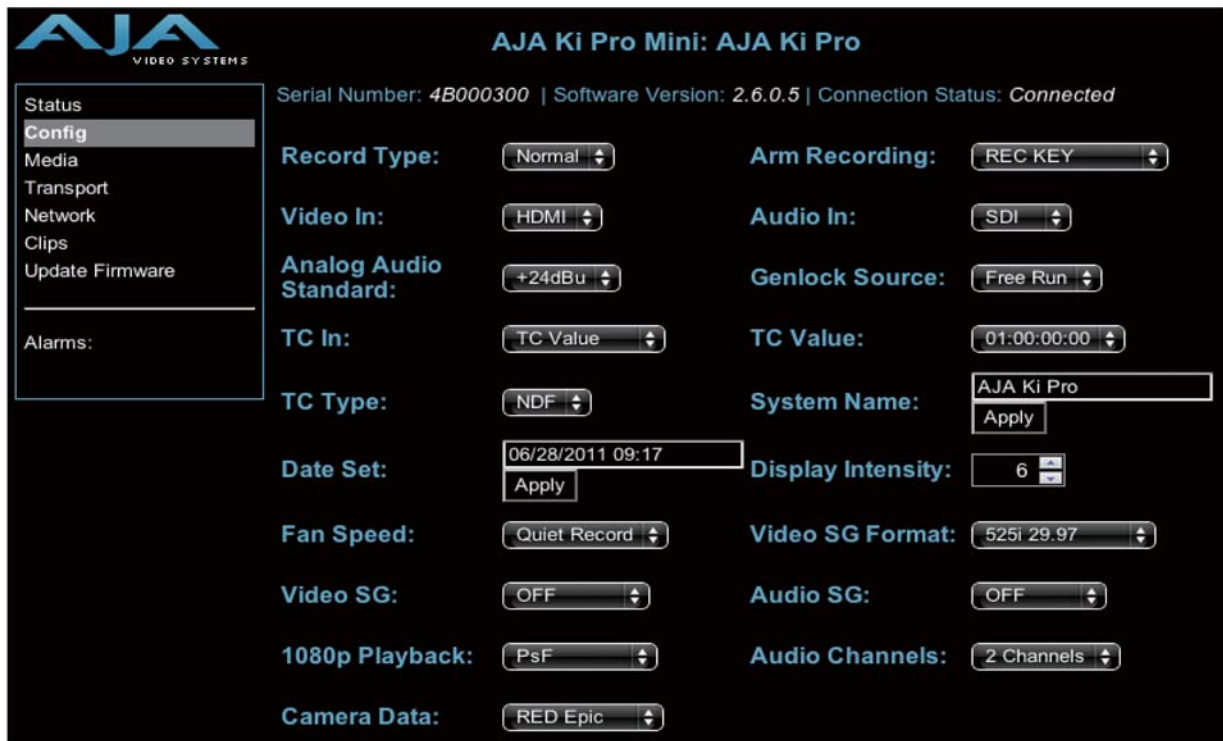 AJA
VIDEO SYSTEMS
AJA Ki Pro Mini: AJA Ki Pro
Serial Number: 4B000300 | Software Version: 2.6.0.5 | Connection Status: Connected
Status
Config
Media
Transport
Network
Clips
Update Firmware
Alarms:
Record Type: Normal Arm Recording: REC KEY
Video In: HDMI Audio In: SDI
Analog Audio
Standard: +24dBu Genlock Source: Free Run
TC In: TC Value TC Value: 01:00:00:00
TC Type: NDF System Name: AJA Ki Pro
Apply
Date Set: 06/28/2011 09:17 Display Intensity: 6
Apply
Fan Speed: Quiet Record Video SG Format: 525i 29.97
Video SG: OFF Audio SG: OFF
1080p Playback: PsF Audio Channels: 2 Channels
Camera Data: RED Epic